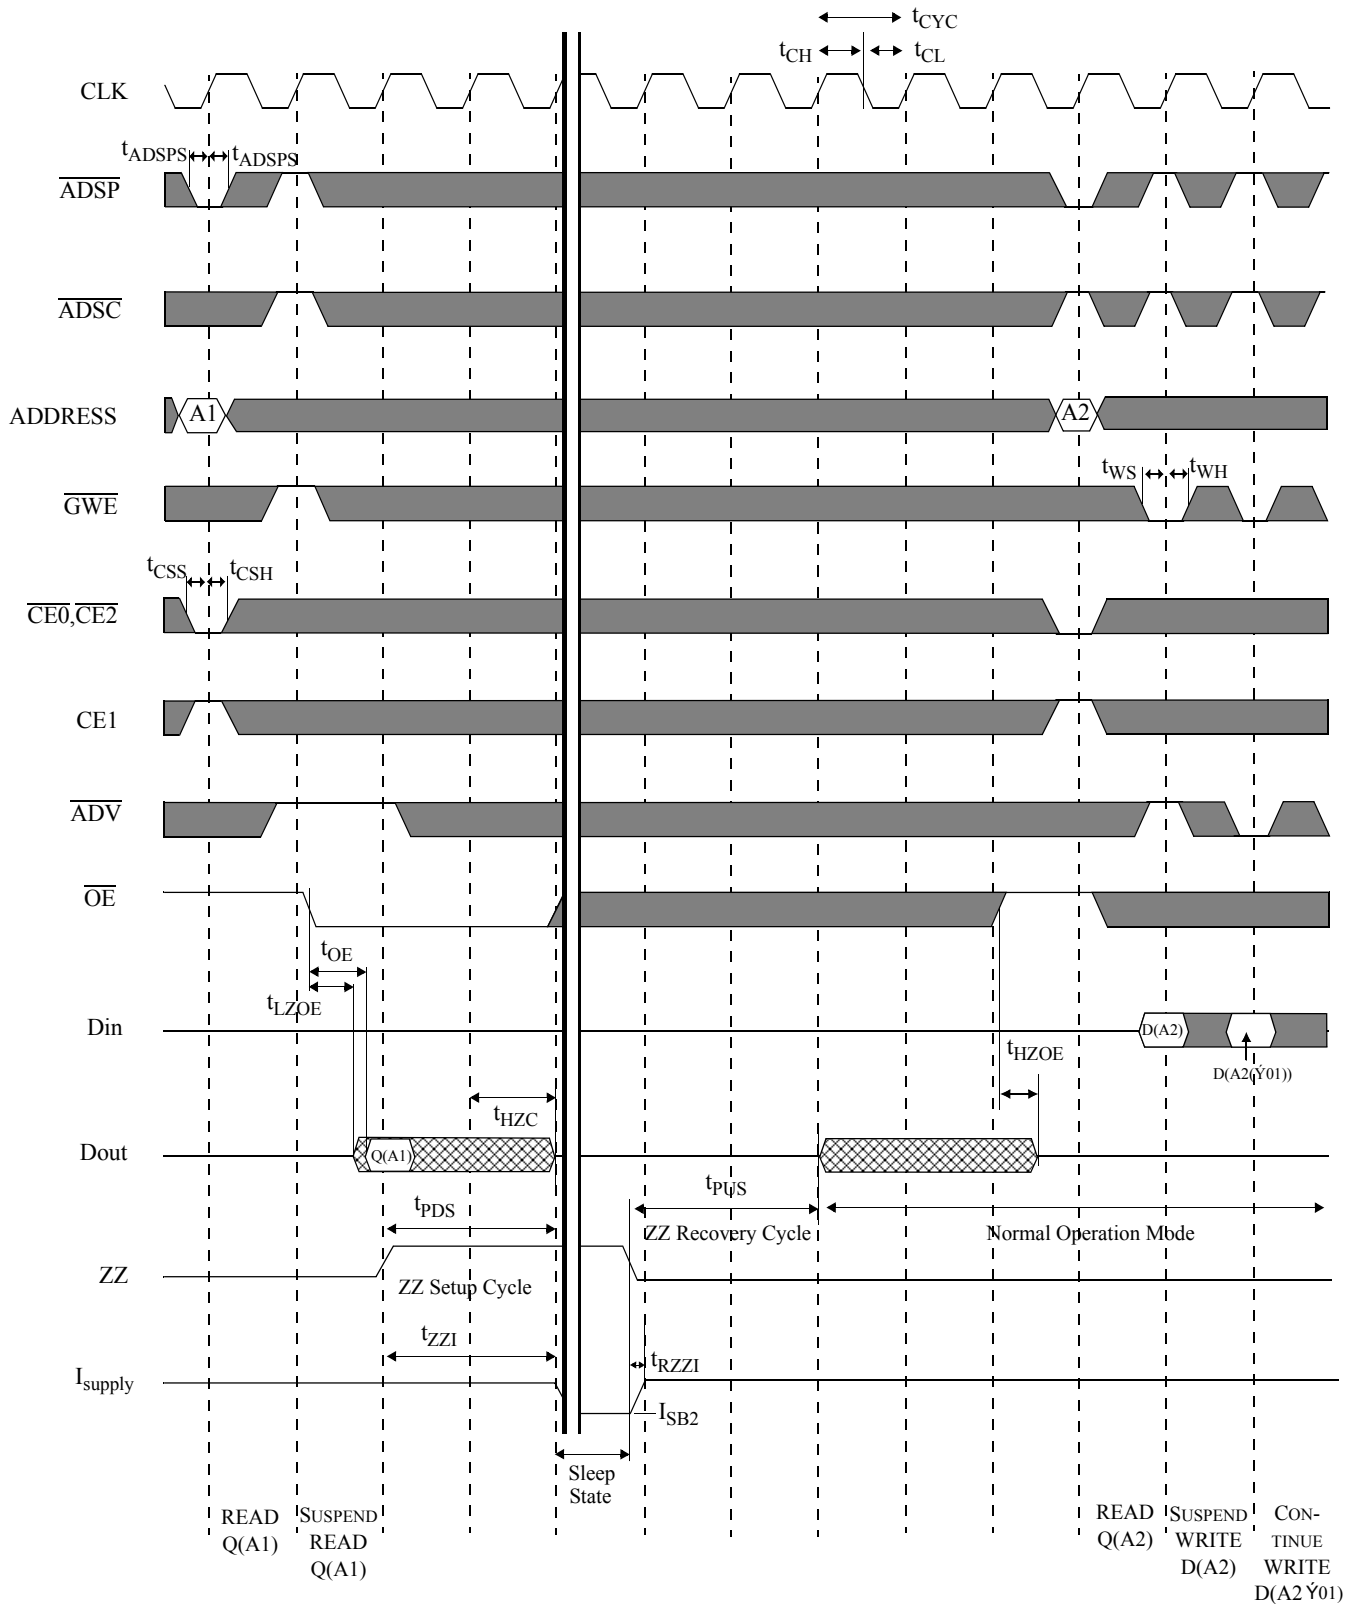 tCYC
tCH tCL
CLK
tADSPS tADSPS
ADSP
ADSC
ADDRESS A1 A2
tWS tWH
GWE
tCSS tCSH
CE0,CE2
CE1
ADV
OE
tOE
tLZOE
Din D(A2)
tHZOE
D(A2(Ý01))
tHZC
Dout Q(A1)
tPUS
tPDS
ZZ Recovery Cycle Normal Operation Mode
ZZ
ZZ Setup Cycle
tZZI
tRZZI
Isupply
ISB2
Sleep
State
READ
Q(A1)
SUSPEND
READ
Q(A1)
READ
Q(A2)
SUSPEND
WRITE
D(A2)
CON-
TINUE
WRITE
D(A2Ý01)